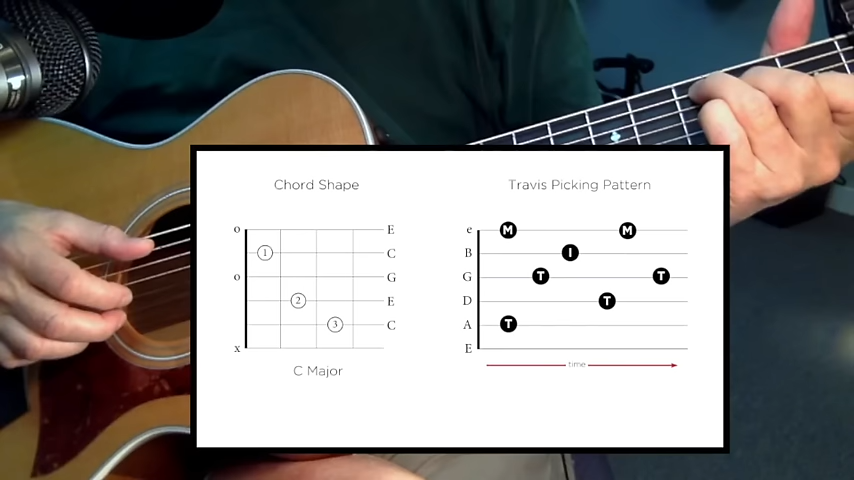 Chord Shape
o E
1 C
o G
2 E
3 C
x
C Major
Travis Picking Pattern
e M M
B I
G T T
D T
A T
E
time